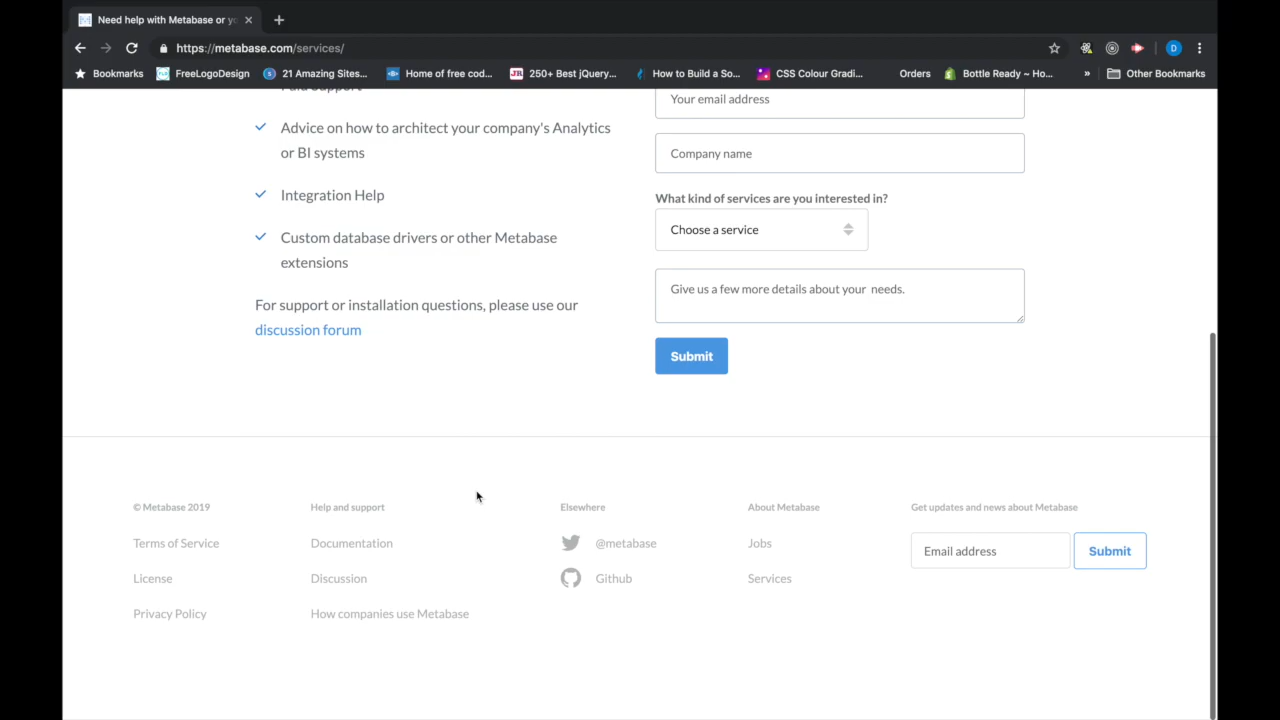 Need help with Metabase or yo
https://metabase.com/services/
D
Bookmarks
FreeLogoDesign
21 Amazing Sites...
Home of free cod...
JR
250+ Best jQuery...
How to Build a So...
CSS Colour Gradi...
Orders
Bottle Ready ~ Ho...
»
Other Bookmarks
Paid Support
Advice on how to architect your company's Analytics
or BI systems
Integration Help
Custom database drivers or other Metabase
extensions
For support or installation questions, please use our
discussion forum
Your email address
Company name
What kind of services are you interested in?
Choose a service
Give us a few more details about your needs.
Submit
© Metabase 2019
Terms of Service
License
Privacy Policy
Help and support
Documentation
Discussion
How companies use Metabase
Elsewhere
@metabase
Github
About Metabase
Jobs
Services
Get updates and news about Metabase
Email address
Submit